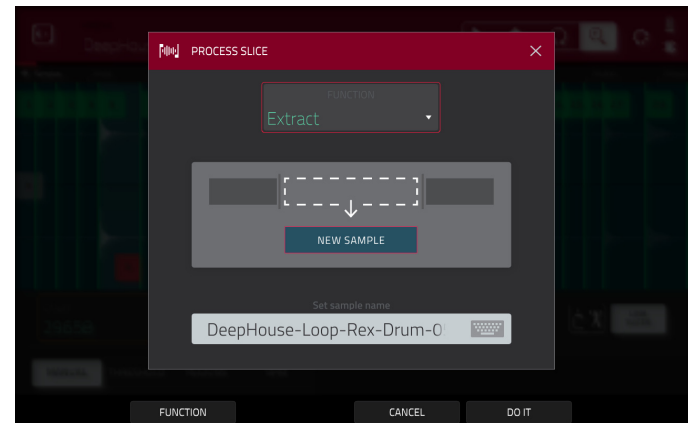 PROCESS SLICE
FUNCTION
Extract
NEW SAMPLE
Set sample name
DeepHouse-Loop-Rex-Drum-0
FUNCTION
CANCEL
DO IT